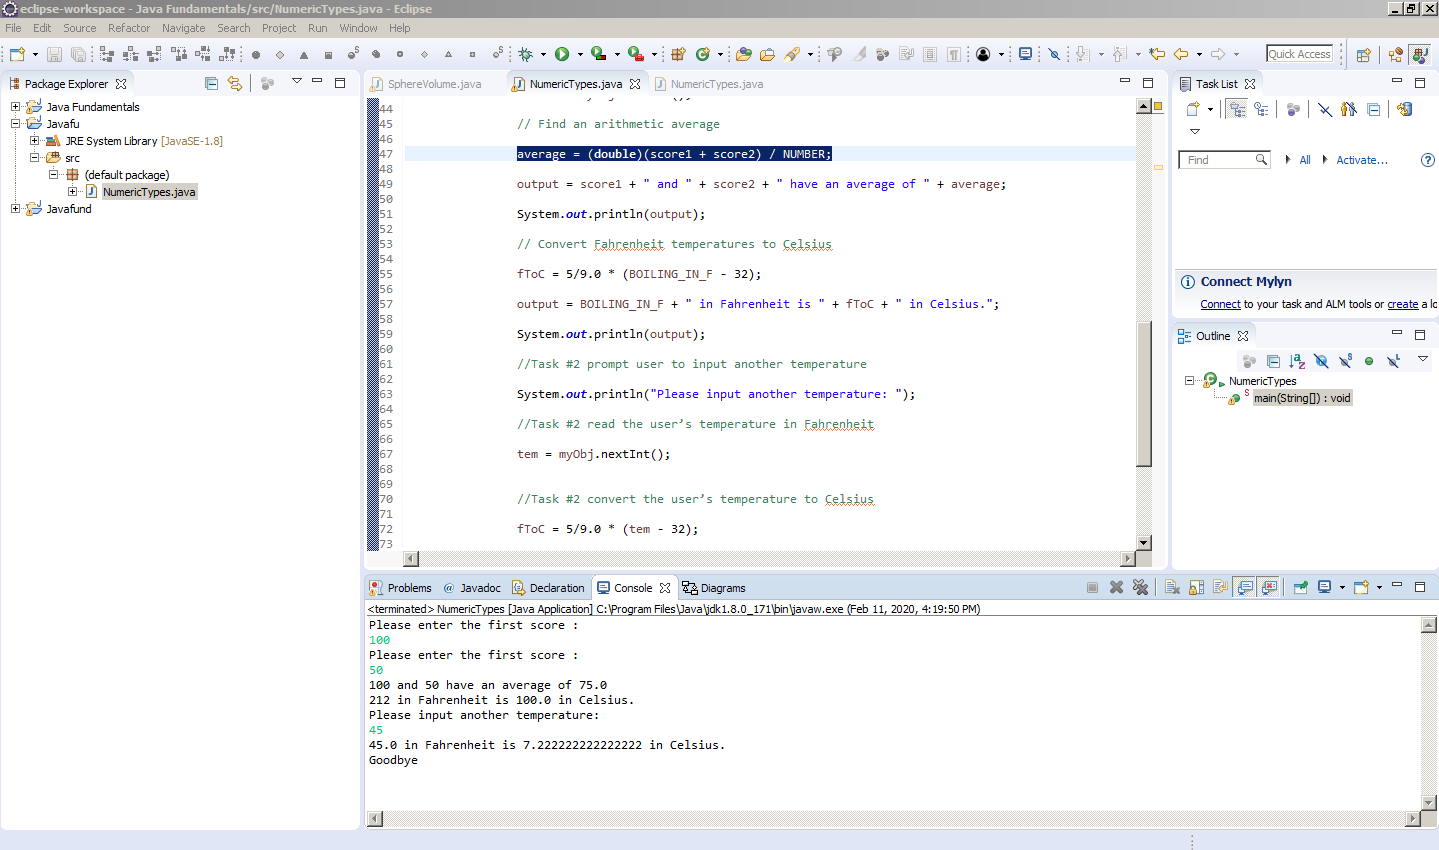 eclipse-workspace - Java Fundamentals/src/NumericTypes.java - Eclipse
File Edit Source Refactor Navigate Search Project Run Window Help
Quick Access
Package Explorer
Java Fundamentals
Javafu
JRE System Library [JavaSE-1.8]
src
(default package)
NumericTypes.java
Javafund
SphereVolume.java NumericTypes.java NumericTypes.java
44
45 // Find an arithmetic average
46
47 average = (double)(score1 + score2) / NUMBER;
48
49 output = score1 + " and " + score2 + " have an average of " + average;
50
51 System.out.println(output);
52
53 // Convert Fahrenheit temperatures to Celsius
54
55 fToC = 5/9.0 * (BOILING_IN_F - 32);
56
57 output = BOILING_IN_F + " in Fahrenheit is " + fToC + " in Celsius.";
58
59 System.out.println(output);
60
61 //Task #2 prompt user to input another temperature
62
63 System.out.println("Please input another temperature: ");
64
65 //Task #2 read the user’s temperature in Fahrenheit
66
67 tem = myObj.nextInt();
68
69
70 //Task #2 convert the user’s temperature to Celsius
71
72 fToC = 5/9.0 * (tem - 32);
73
Task List
Find All Activate...
Connect Mylyn
Connect to your task and ALM tools or create a lo
Outline
NumericTypes
main(String[]) : void
Problems Javadoc Declaration Console Diagrams
<terminated> NumericTypes [Java Application] C:\Program Files\Java\jdk1.8.0_171\bin\javaw.exe (Feb 11, 2020, 4:19:50 PM)
Please enter the first score :
100
Please enter the first score :
50
100 and 50 have an average of 75.0
212 in Fahrenheit is 100.0 in Celsius.
Please input another temperature:
45
45.0 in Fahrenheit is 7.222222222222222 in Celsius.
Goodbye